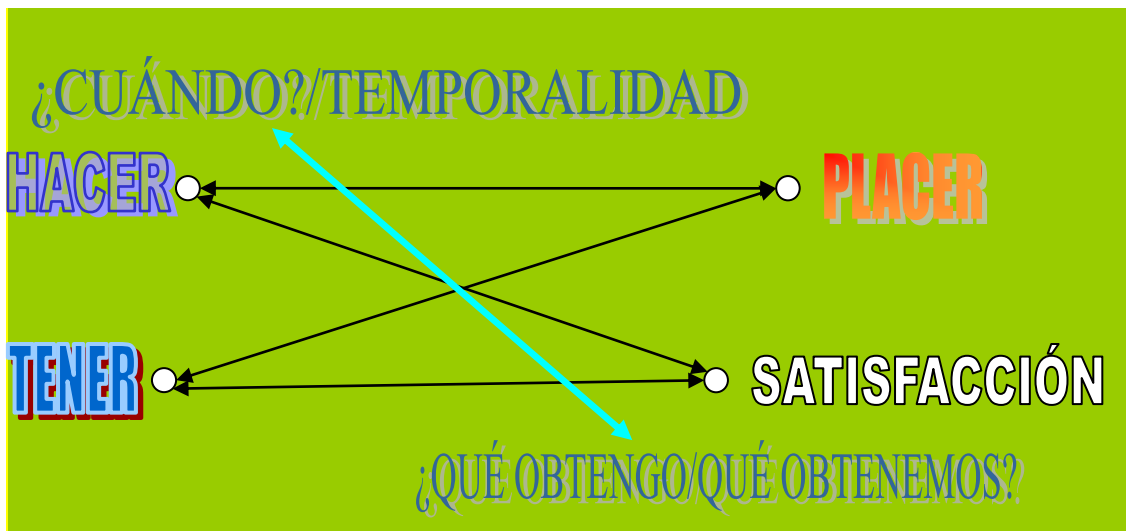 ¿CUÁNDO?/TEMPORALIDAD
HACER
PLACER
TENER
SATISFACCIÓN
¿QUÉ OBTENGO/QUÉ OBTENEMOS?